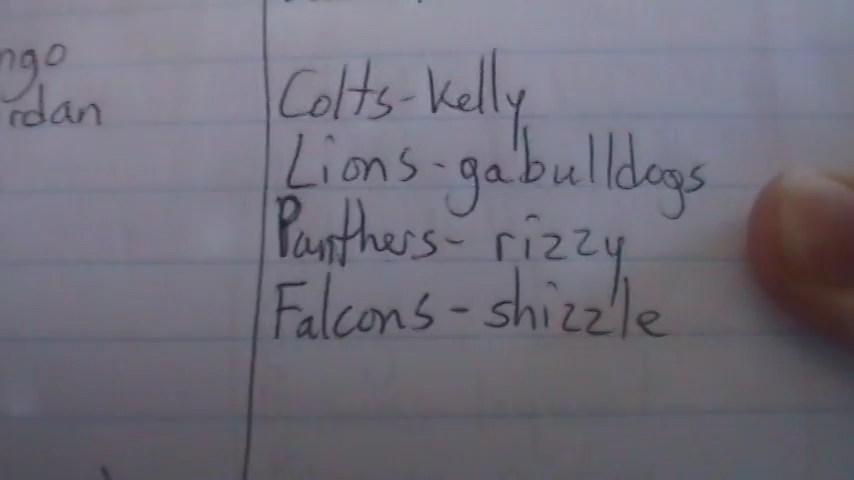 ngo
rdan
Colts-Kelly
Lions-gabulldogs
Panthers-rizzy
Falcons-shizzle